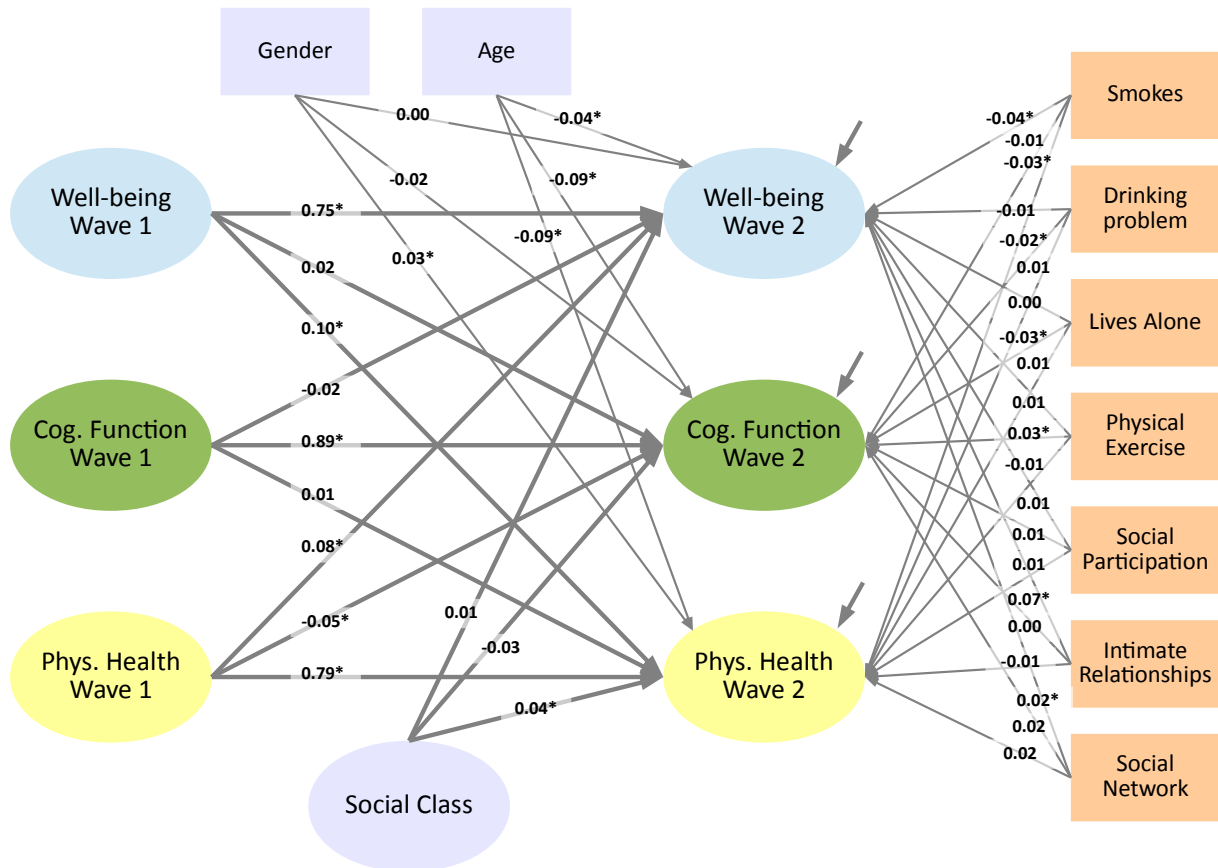 Gender
Age
Smokes
0.00
-0.04*
-0.04*
-0.01
-0.03*
Well-being
Wave 1
Well-being
Wave 2
Drinking
problem
-0.02
-0.09*
0.75*
-0.01
-0.09*
-0.02*
0.03*
0.02
0.01
Lives Alone
0.00
0.10*
-0.03*
0.01
-0.02
0.01
Cog. Function
Wave 1
Cog. Function
Wave 2
Physical
Exercise
0.89*
0.03*
-0.01
0.01
0.01
0.08*
0.01
Social
Participation
0.01
0.07*
0.01
-0.05*
0.00
-0.03
Phys. Health
Wave 1
Phys. Health
Wave 2
Intimate
Relationships
0.79*
-0.01
0.04*
0.02*
0.02
0.02
Social Class
Social
Network